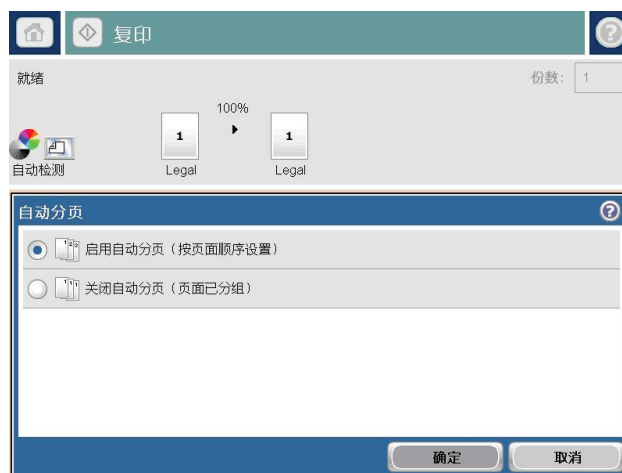 复印
就绪
份数: 1
100%
1 1
自动检测 Legal Legal
自动分页
启用自动分页（按页面顺序设置）
关闭自动分页（页面已分组）
确定 取消